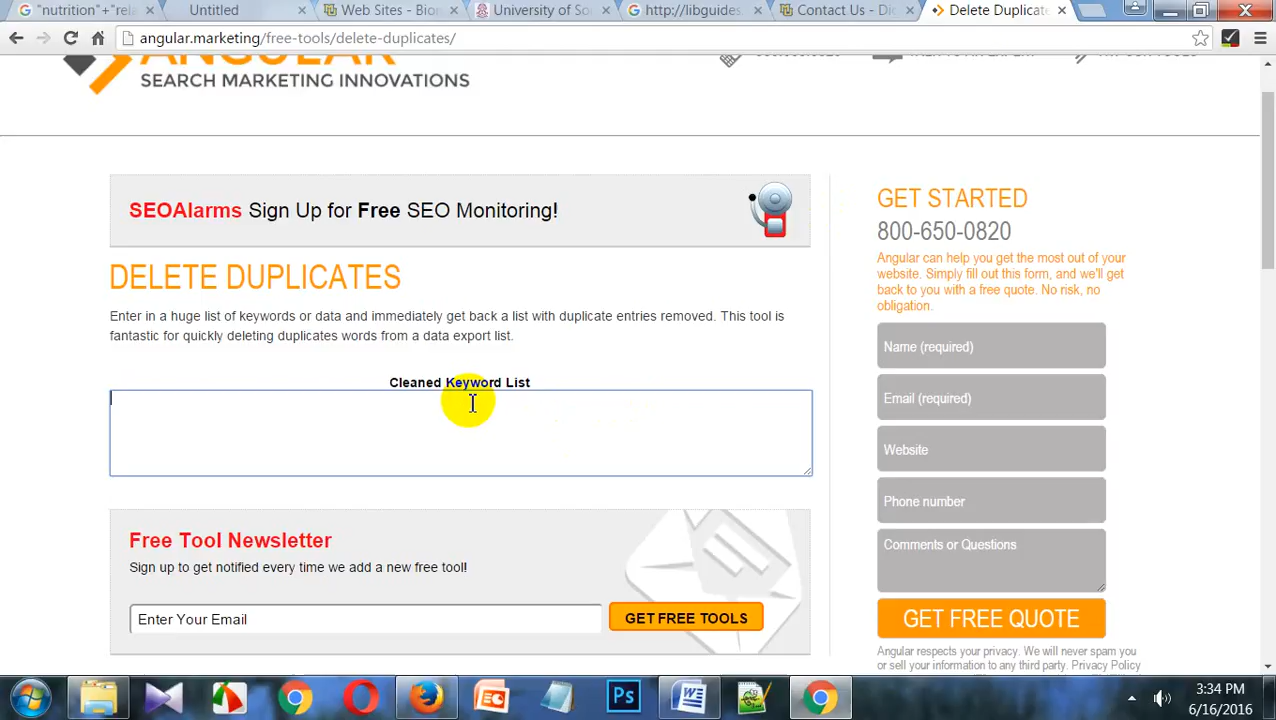 "nutrition"+"rela
Untitled
Web Sites - Bion
University of So
http://libguides.
Contact Us - Di
Delete Duplicate
angular.marketing/free-tools/delete-duplicates/
ANGULAR
SEARCH MARKETING INNOVATIONS
SEOAlarms Sign Up for Free SEO Monitoring!
DELETE DUPLICATES
Enter in a huge list of keywords or data and immediately get back a list with duplicate entries removed. This tool is
fantastic for quickly deleting duplicates words from a data export list.
Cleaned Keyword List
Free Tool Newsletter
Sign up to get notified every time we add a new free tool!
Enter Your Email
GET FREE TOOLS
GET STARTED
800-650-0820
Angular can help you get the most out of your
website. Simply fill out this form, and we'll get
back to you with a free quote. No risk, no
obligation.
Name (required)
Email (required)
Website
Phone number
Comments or Questions
GET FREE QUOTE
Angular respects your privacy. We will never spam you
or sell your information to any third party. Privacy Policy
Ps
3:34 PM
6/16/2016